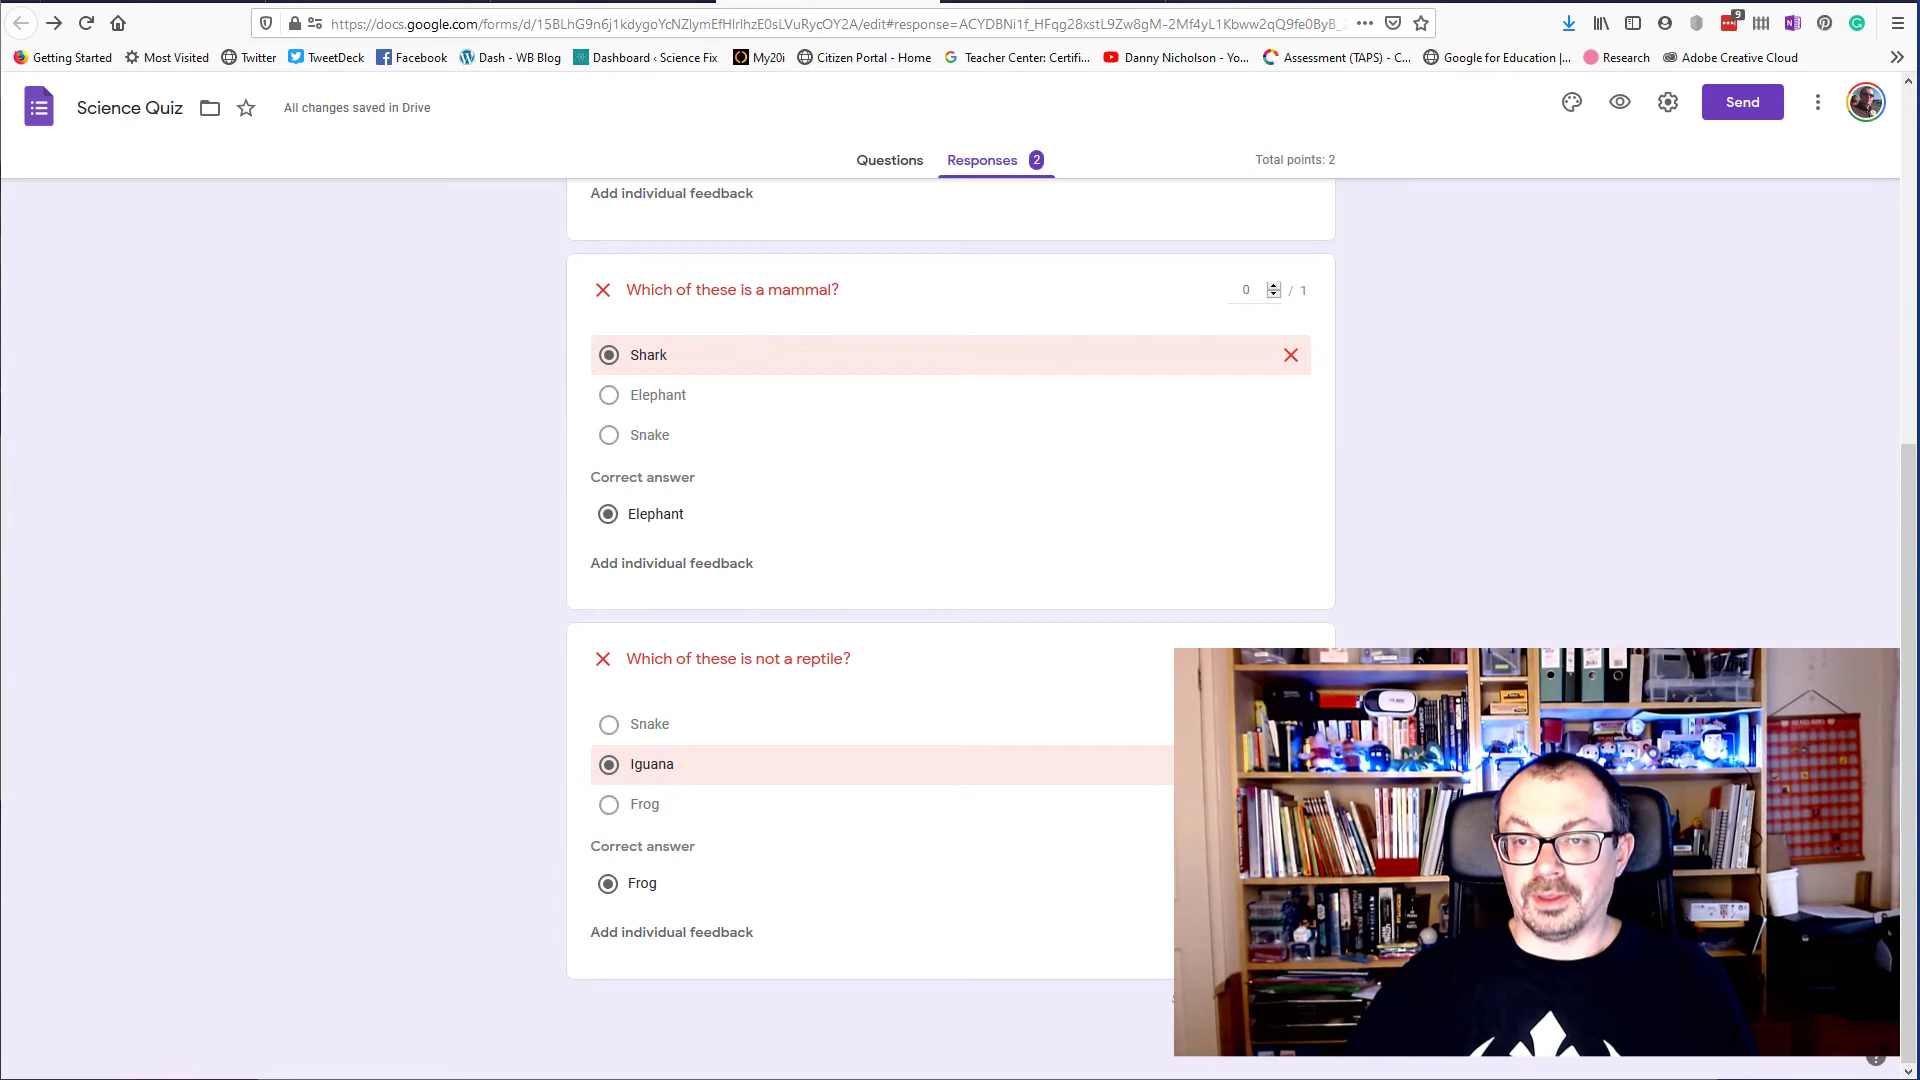 https://docs.google.com/forms/d/15BLhG9n6j1kdygoYcNZlymEfHIrlhzE0sLVuRycOY2A/edit#response=ACYDBNi1f_HFqg28xstL9Zw8gM-2Mf4yL1Kbww2qQ9fe0ByB_
9
Getting Started Most Visited Twitter TweetDeck Facebook Dash - WB Blog Dashboard ‹ Science Fix My20i Citizen Portal - Home Teacher Center: Certifi... Danny Nicholson - Yo... Assessment (TAPS) - C... Google for Education |... Research Adobe Creative Cloud
Science Quiz All changes saved in Drive Send
Questions Responses 2 Total points: 2
Add individual feedback
Which of these is a mammal? 0 / 1
Shark
Elephant
Snake
Correct answer
Elephant
Add individual feedback
Which of these is not a reptile?
Snake
Iguana
Frog
Correct answer
Frog
Add individual feedback